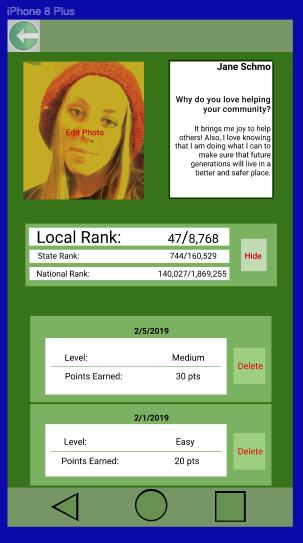 iPhone 8 Plus
Edit Photo
Jane Schmo
Why do you love helping
your community?
It brings me joy to help
others! Also, I love knowing
that I am doing what I can to
make sure that future
generations will live in a
better and safer place.
Local Rank: 47/8,768
State Rank: 744/160,529
National Rank: 140,027/1,869,255
Hide
2/5/2019
Level: Medium
Points Earned: 30 pts
Delete
2/1/2019
Level: Easy
Points Earned: 20 pts
Delete